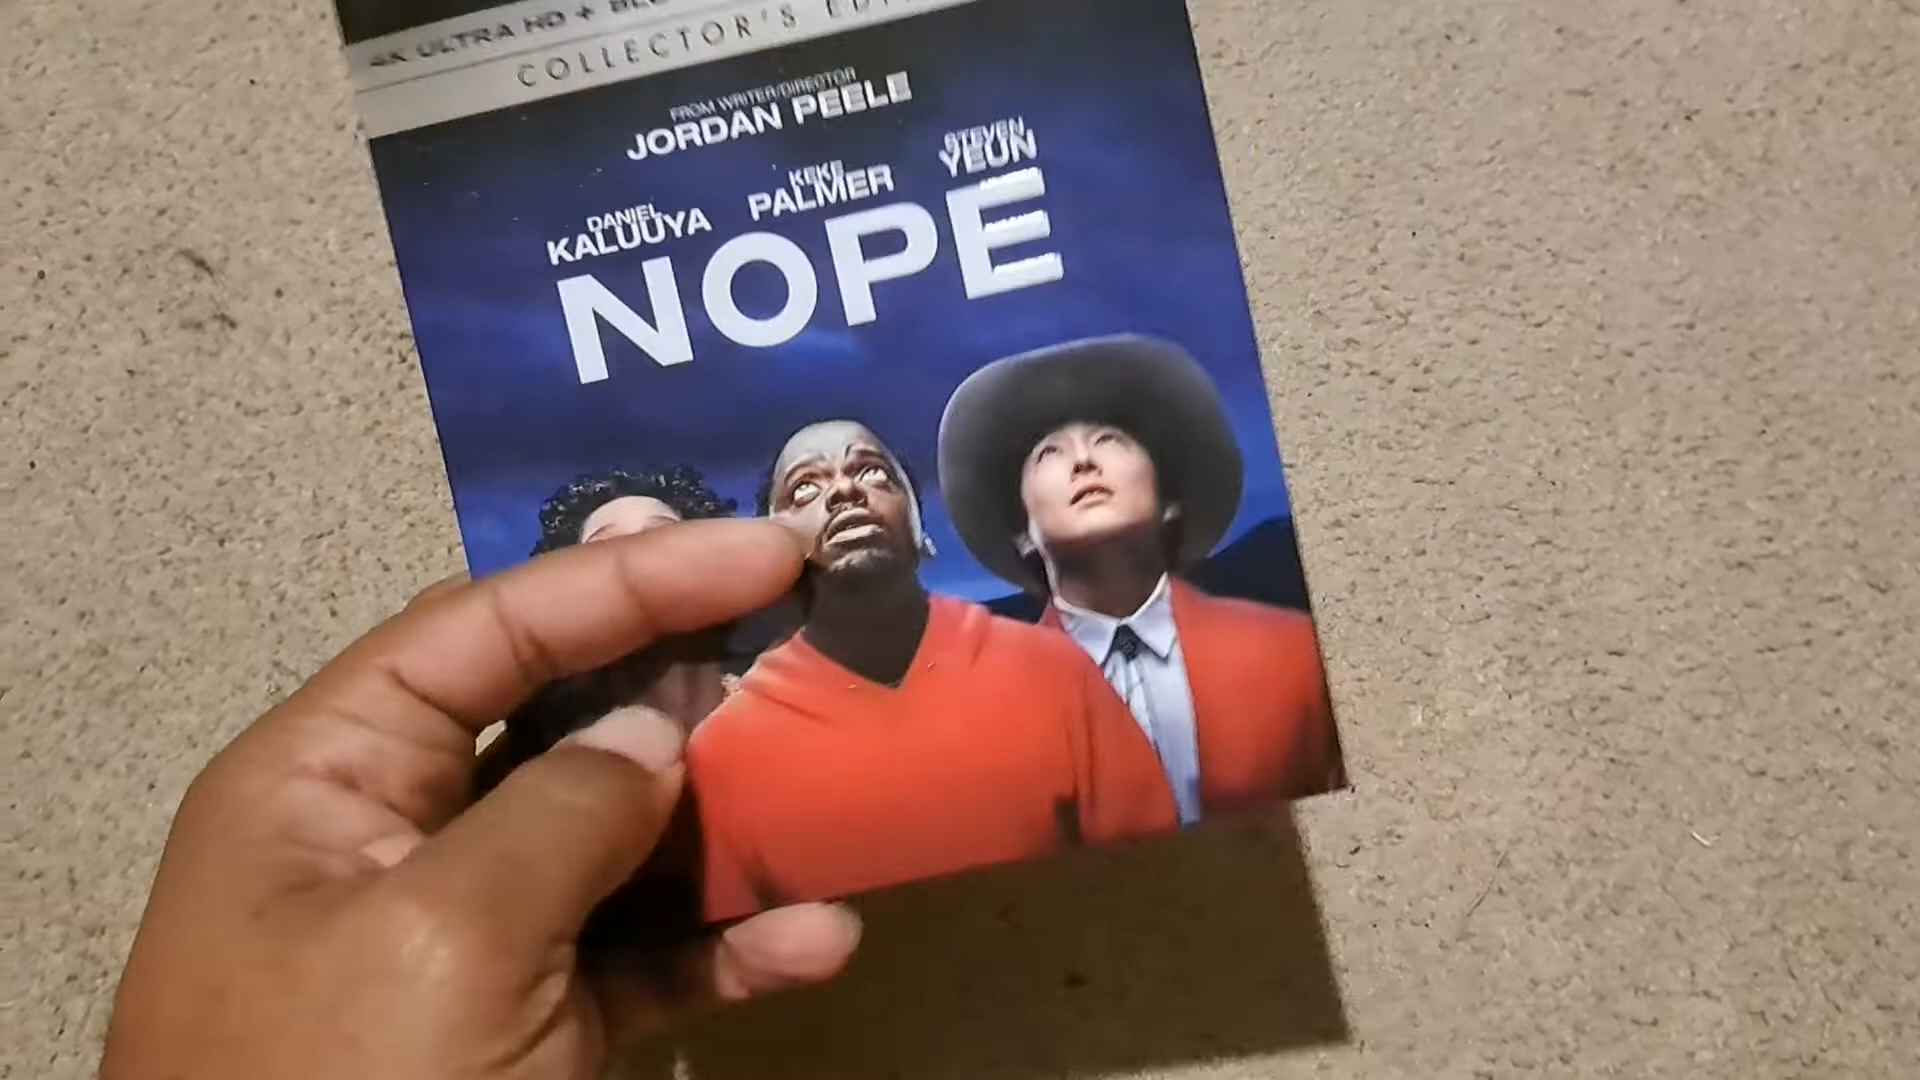 4K ULTRA HD +
COLLECTOR'S
FROM WRITER/DIRECTOR
JORDAN PEELE
DANIEL
KALUUYA
KEKE
PALMER
STEVEN
YEUN
NOPE